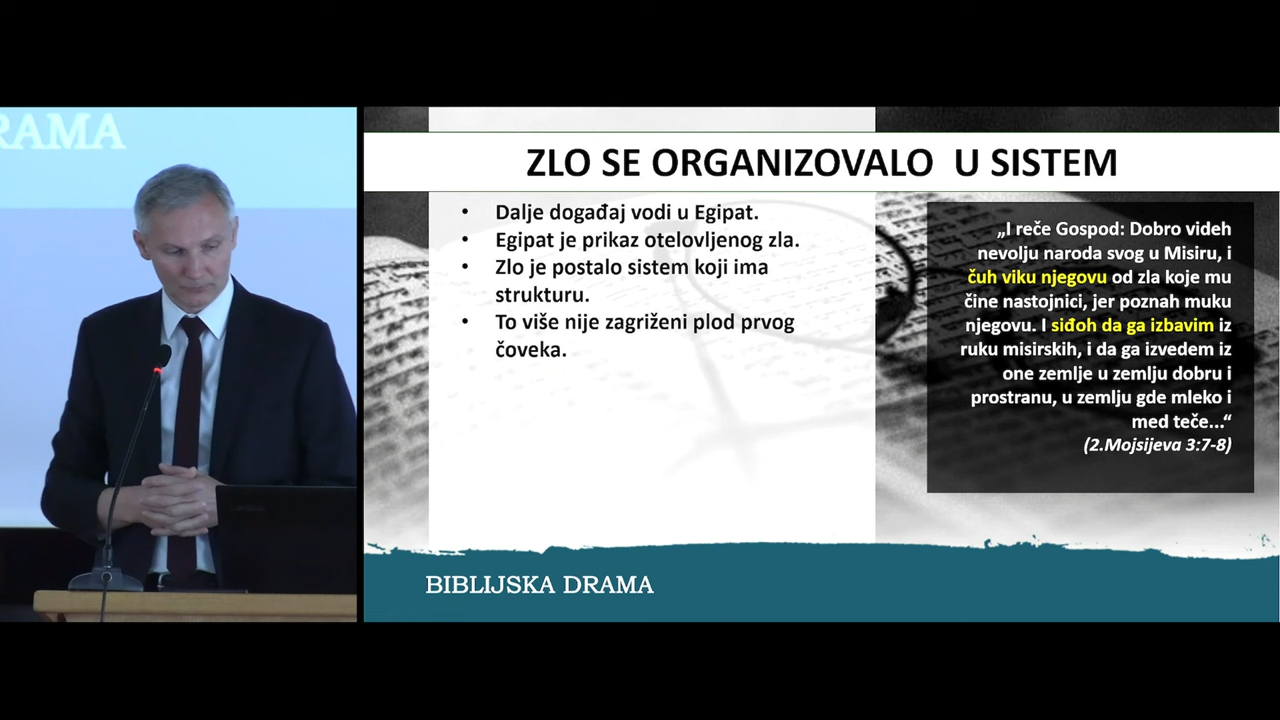 RAMA
ZLO SE ORGANIZOVALO U SISTEM
• Dalje događaj vodi u Egipat.
• Egipat je prikaz otelovljenog zla.
• Zlo je postalo sistem koji ima
strukturu.
• To više nije zagriženi plod prvog
čoveka.
„I reče Gospod: Dobro videh
nevolju naroda svog u Misiru, i
čuh viku njegovu od zla koje mu
čine nastojnici, jer poznah muku
njegovu. I siđoh da ga izbavim iz
ruku misirskih, i da ga izvedem iz
one zemlje u zemlju dobru i
prostranu, u zemlju gde mleko i
med teče...“
(2.Mojsijeva 3:7-8)
BIBLIJSKA DRAMA